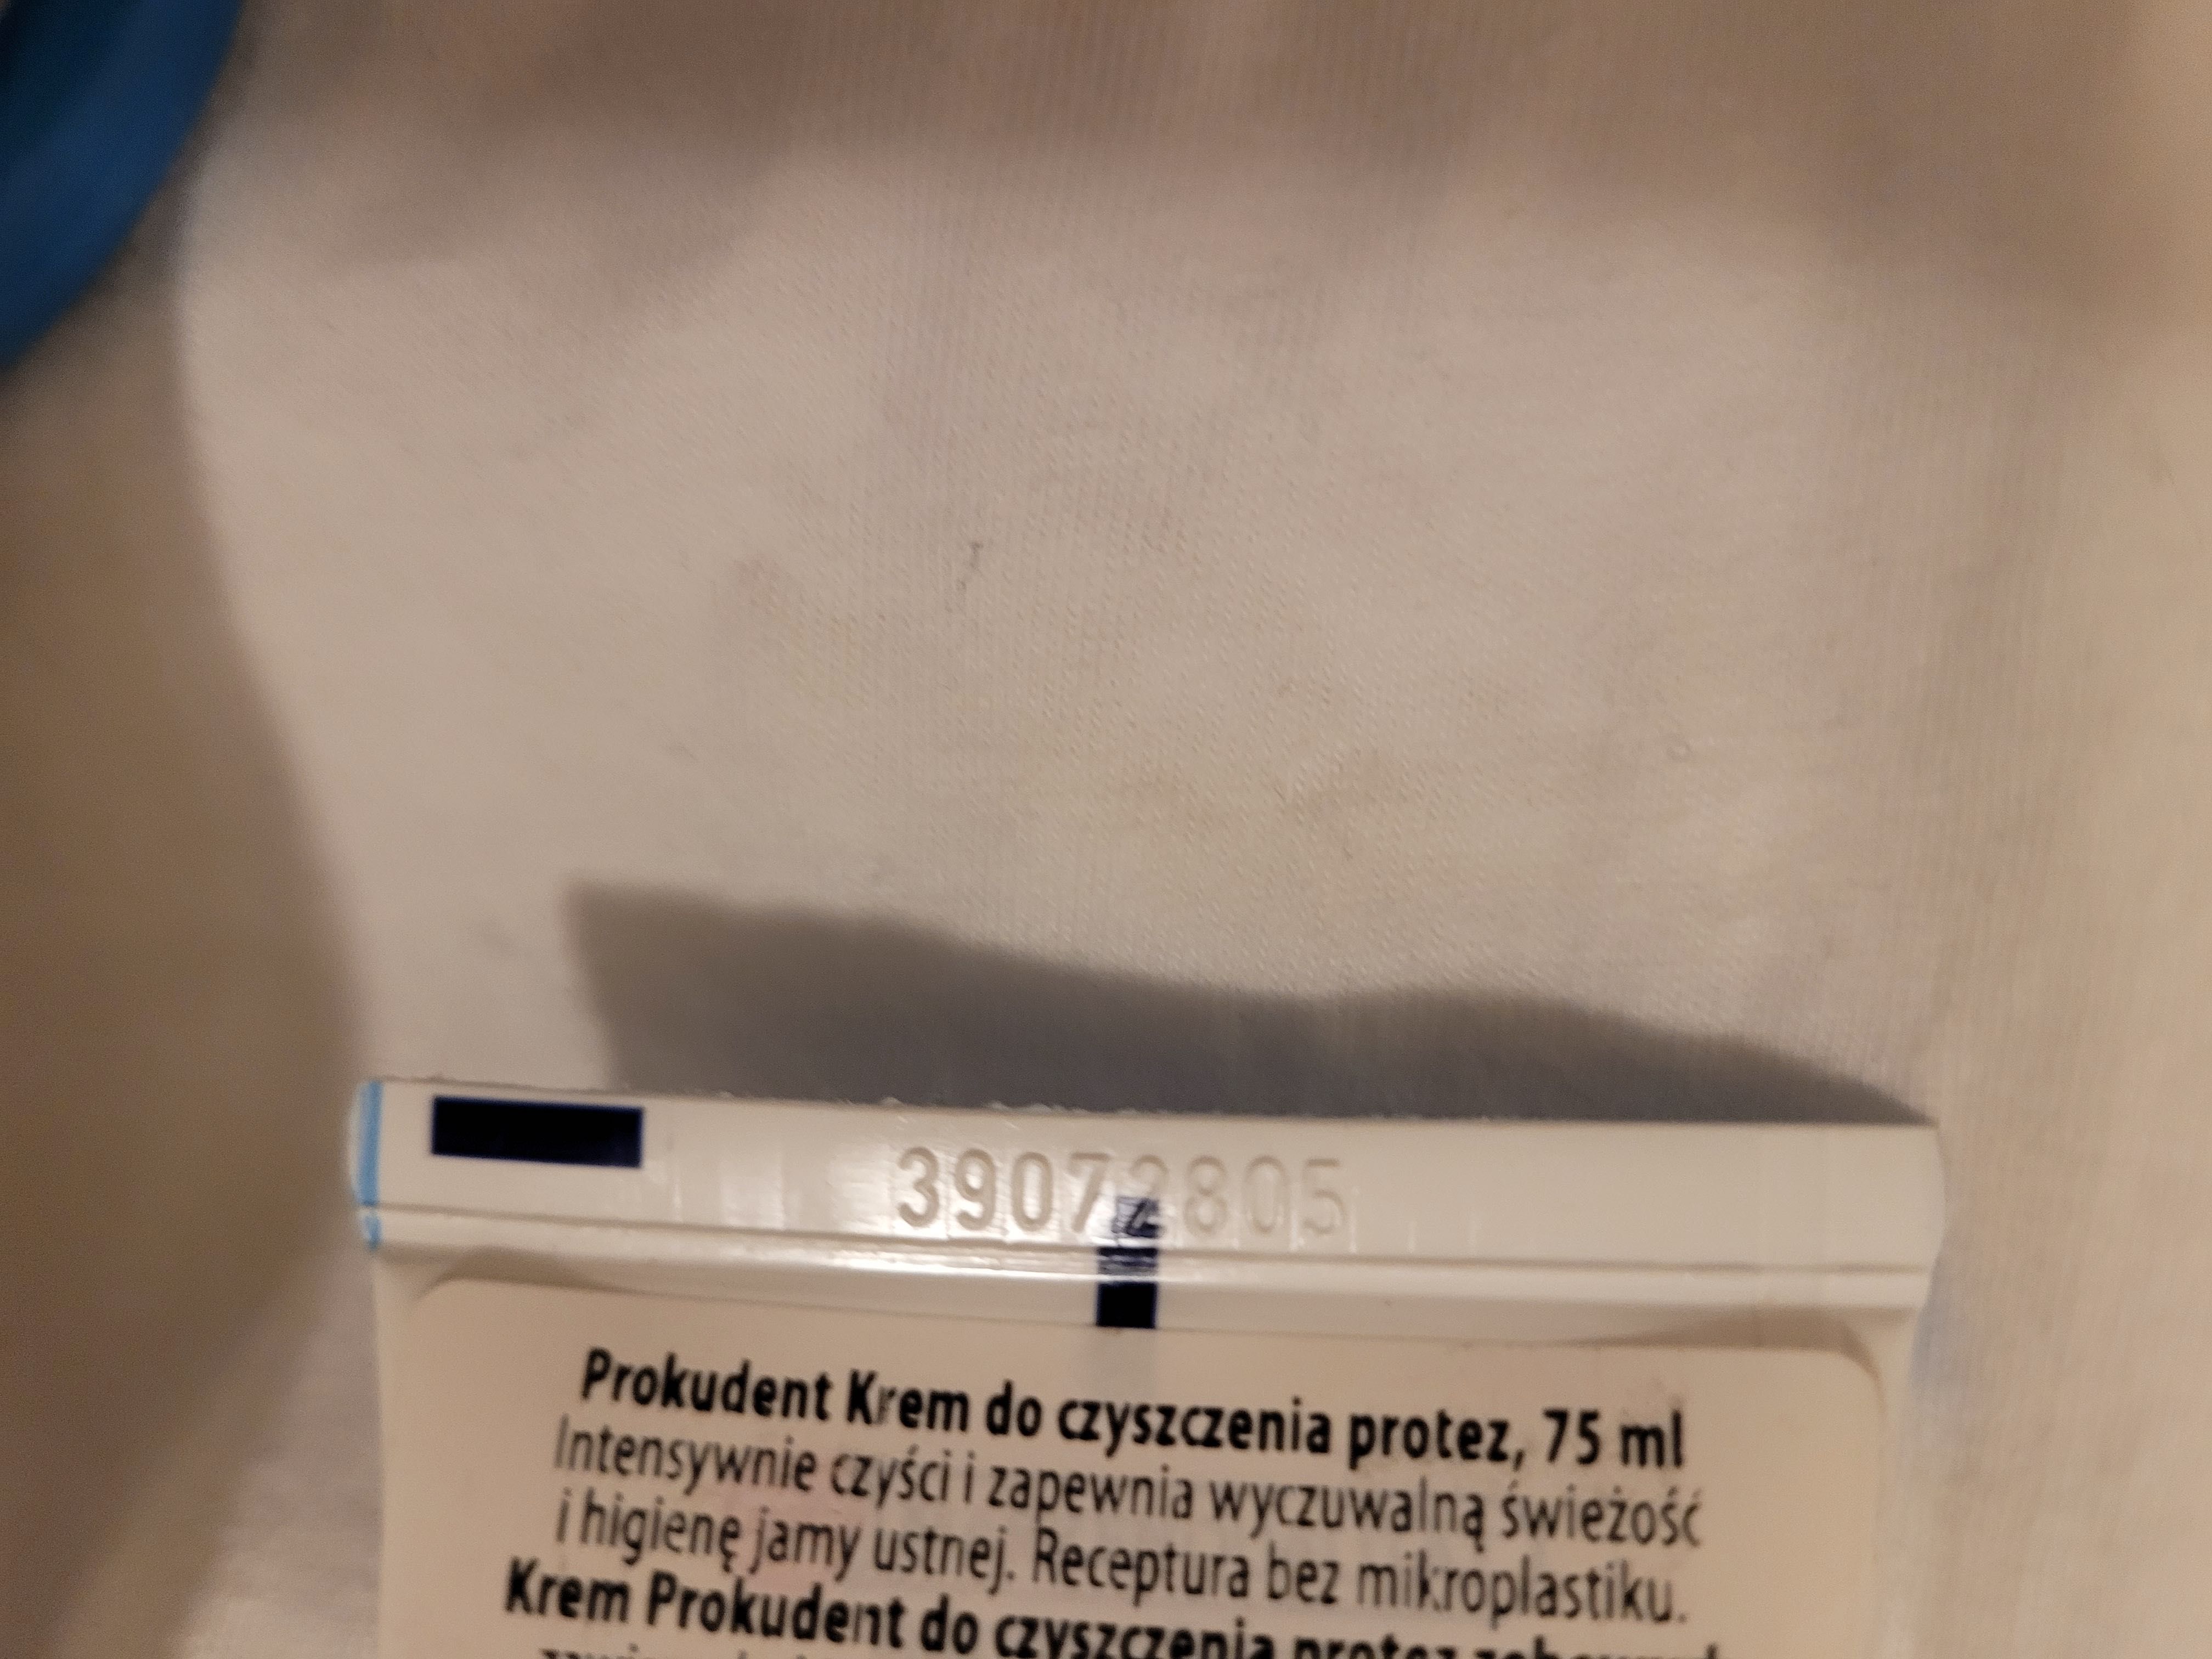 39072805
Prokudent Krem do czyszczenia protez, 75 ml
Intensywnie czyści i zapewnia wyczuwalną świeżość
i higienę jamy ustnej. Receptura bez mikroplastiku.
Krem Prokudent do czyszczenia protez